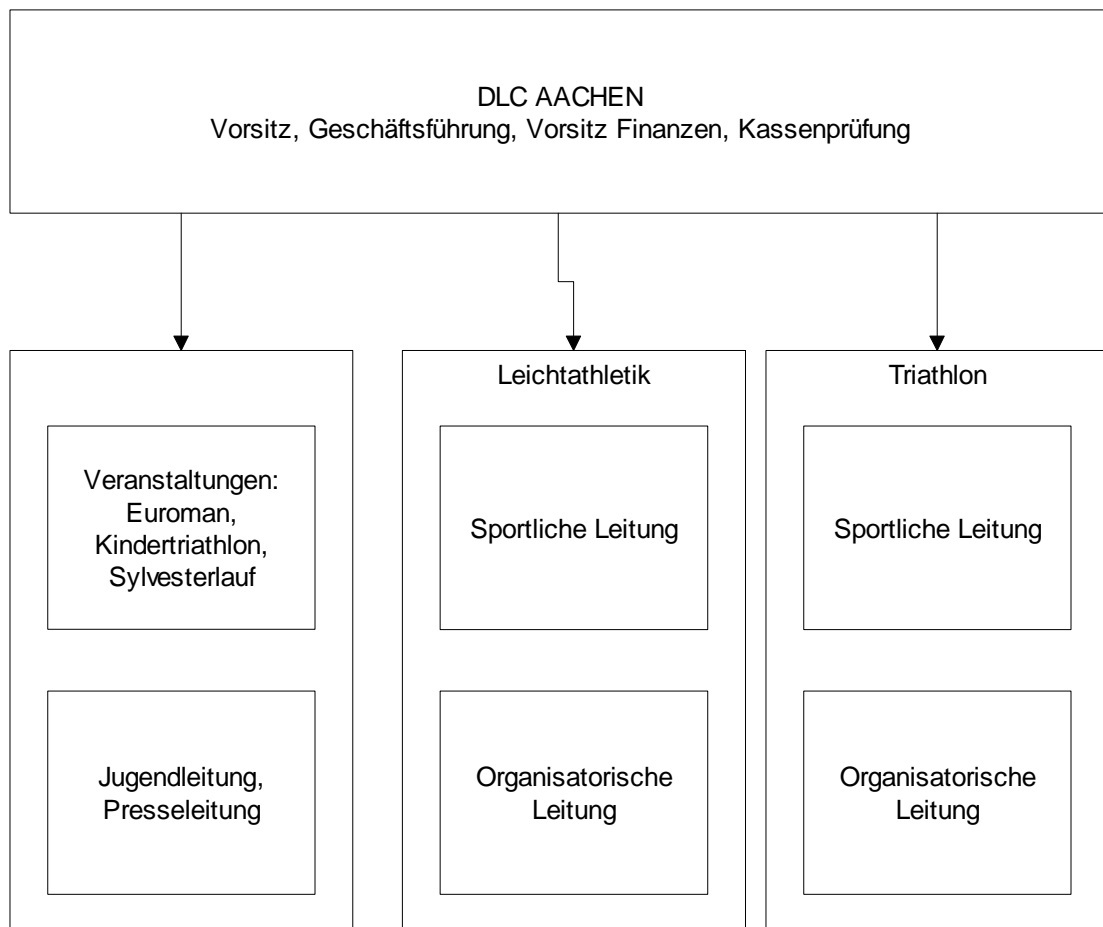 DLC AACHEN
Vorsitz, Geschäftsführung, Vorsitz Finanzen, Kassenprüfung
Veranstaltungen:
Euroman,
Kindertriathlon,
Sylvesterlauf
Jugendleitung,
Presseleitung
Leichtathletik
Sportliche Leitung
Organisatorische
Leitung
Triathlon
Sportliche Leitung
Organisatorische
Leitung